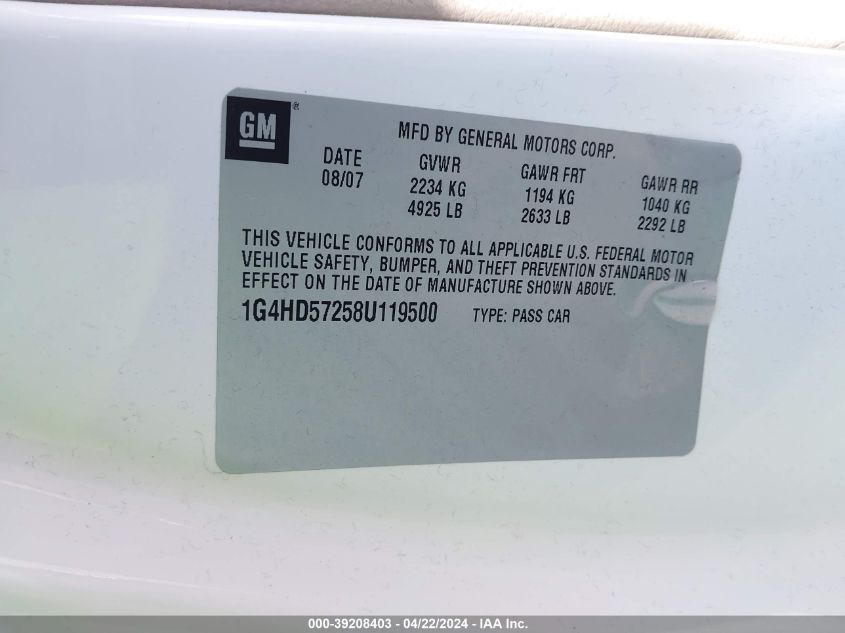 GM®
MFD BY GENERAL MOTORS CORP.
DATE GVWR GAWR FRT GAWR RR
08/07 2234 KG 1194 KG 1040 KG
4925 LB 2633 LB 2292 LB
THIS VEHICLE CONFORMS TO ALL APPLICABLE U.S. FEDERAL MOTOR
VEHICLE SAFETY, BUMPER, AND THEFT PREVENTION STANDARDS IN
EFFECT ON THE DATE OF MANUFACTURE SHOWN ABOVE.
1G4HD57258U119500 TYPE: PASS CAR
000-39208403 - 04/22/2024 - IAA Inc.